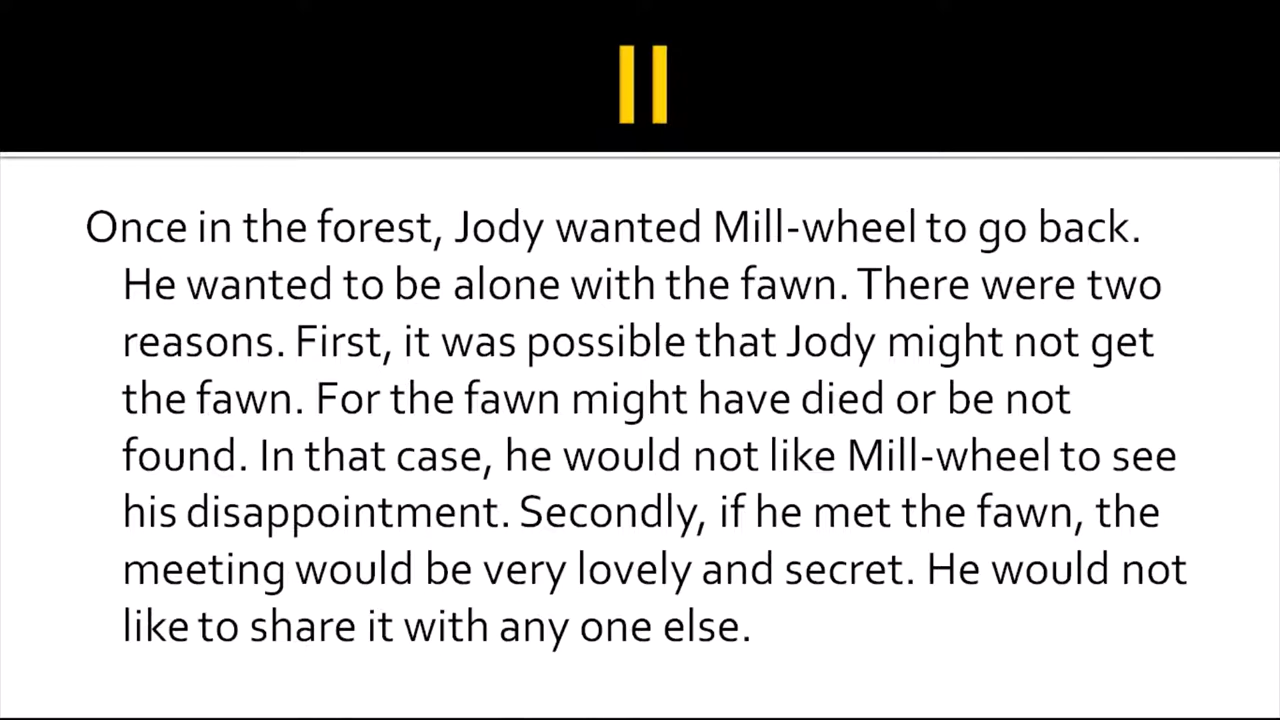 II
Once in the forest, Jody wanted Mill-wheel to go back.
He wanted to be alone with the fawn. There were two
reasons. First, it was possible that Jody might not get
the fawn. For the fawn might have died or be not
found. In that case, he would not like Mill-wheel to see
his disappointment. Secondly, if he met the fawn, the
meeting would be very lovely and secret. He would not
like to share it with any one else.